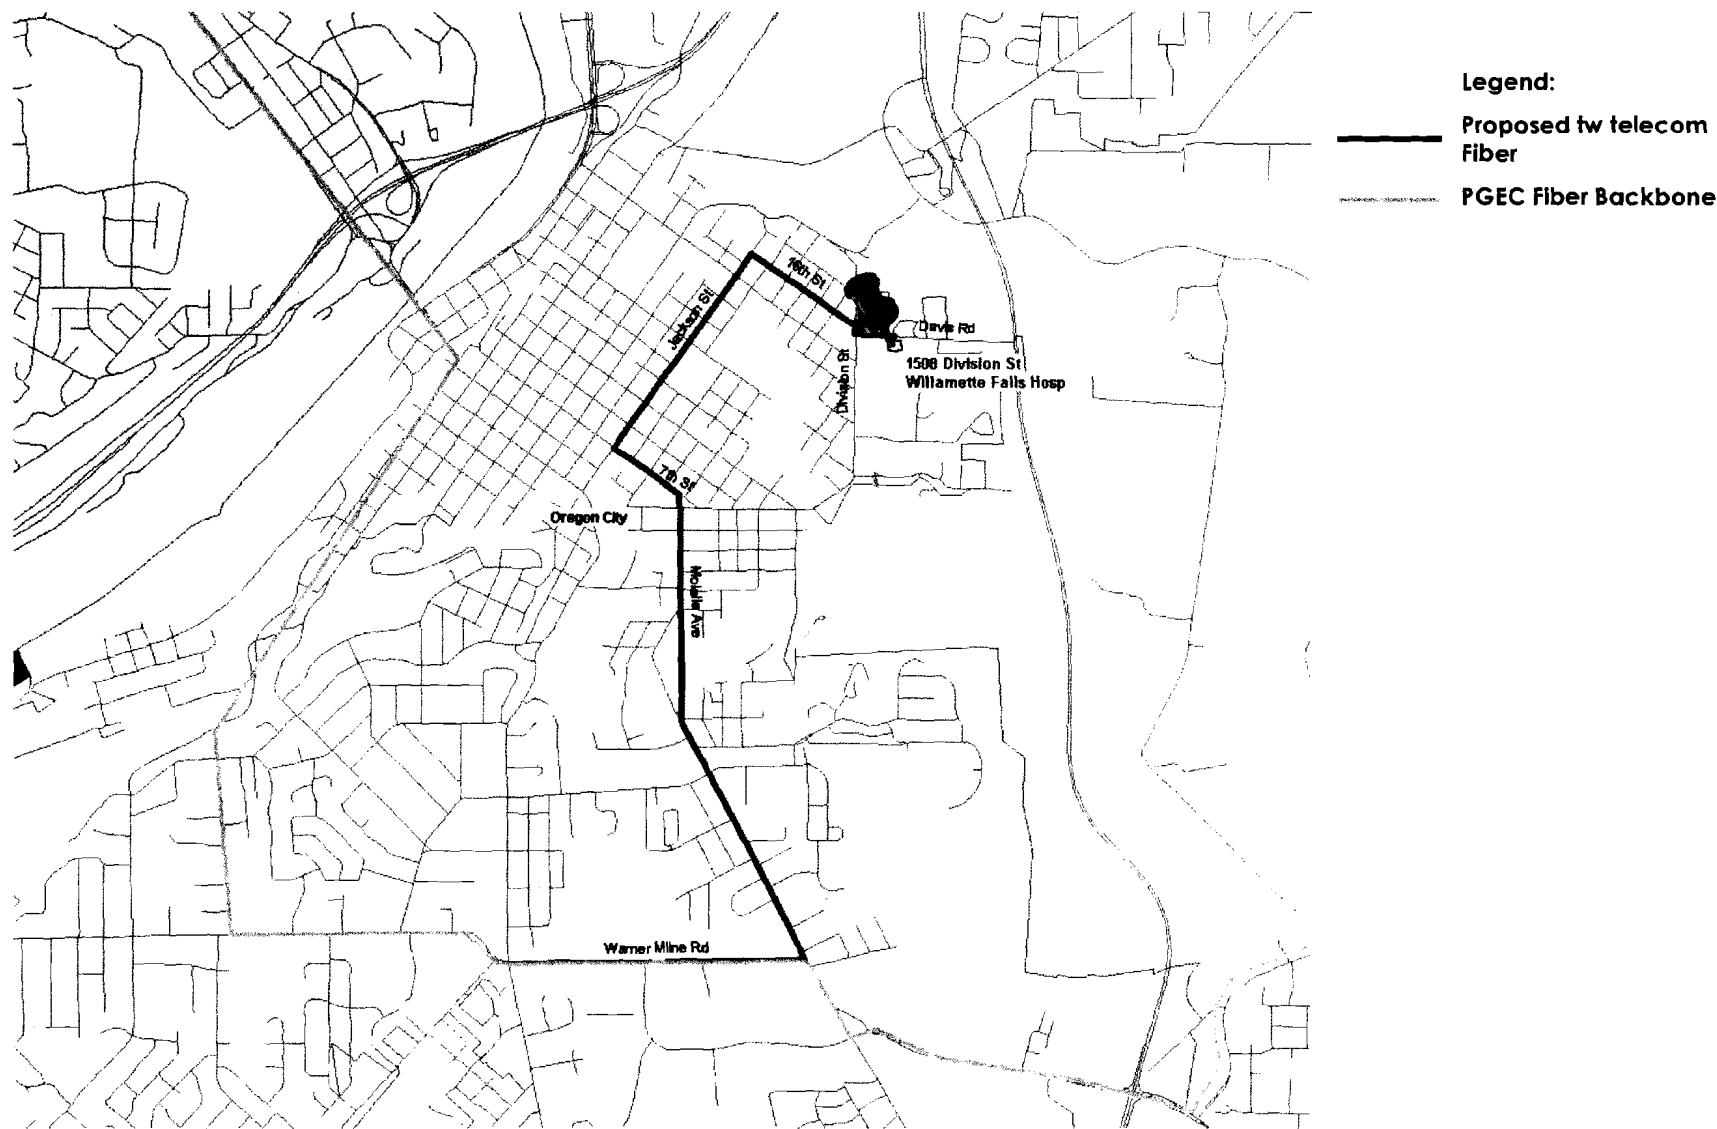 Legend:
Proposed tw telecom
Fiber
PGEC Fiber Backbone
16th St
Jackson St
Davis Rd
1508 Division St
Willamette Falls Hosp
Division St
7th St
Oregon City
Molalla Ave
Warner Milne Rd